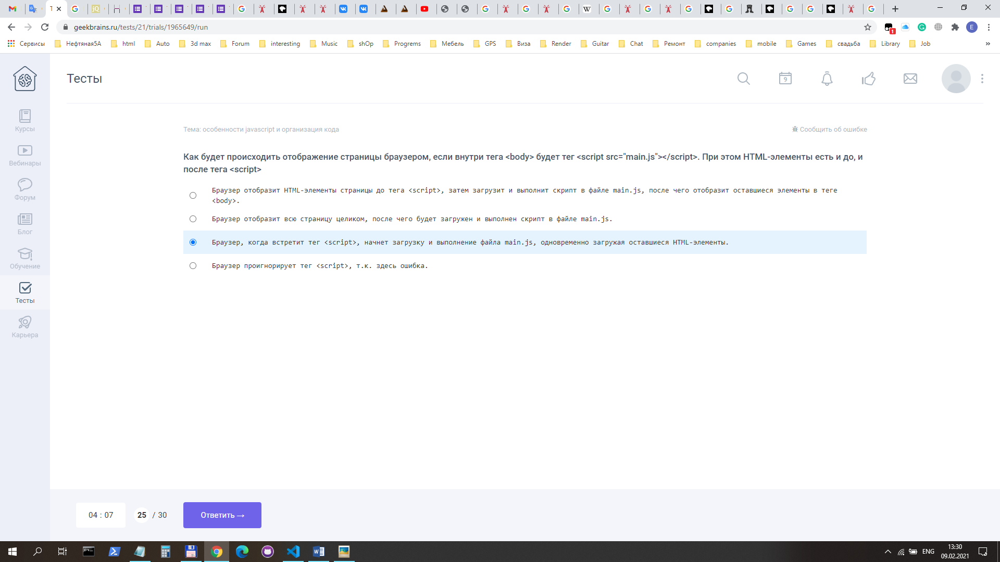 geekbrains.ru/tests/21/trials/1965649/run
1
E
Сервисы
Нефтяная5А
html
Auto
3d max
Forum
interesting
Music
shOp
Progrems
Мебель
GPS
Виза
Render
Guitar
Chat
Ремонт
companies
mobile
Games
свадьба
Library
Job
»
Тесты
9
Курсы
Вебинары
Форум
Блог
Обучение
Тесты
Карьера
Тема: особенности javascript и организация кода
Сообщить об ошибке
Как будет происходить отображение страницы браузером, если внутри тега <body> будет тег <script src="main.js"></script>. При этом HTML-элементы есть и до, и
после тега <script>
Браузер отобразит HTML-элементы страницы до тега <script>, затем загрузит и выполнит скрипт в файле main.js, после чего отобразит оставшиеся элементы в теге
<body>.
Браузер отобразит всю страницу целиком, после чего будет загружен и выполнен скрипт в файле main.js.
Браузер, когда встретит тег <script>, начнет загрузку и выполнение файла main.js, одновременно загружая оставшиеся HTML-элементы.
Браузер проигнорирует тег <script>, т.к. здесь ошибка.
04 : 07
25 / 30
Ответить →
ENG
13:30
09.02.2021